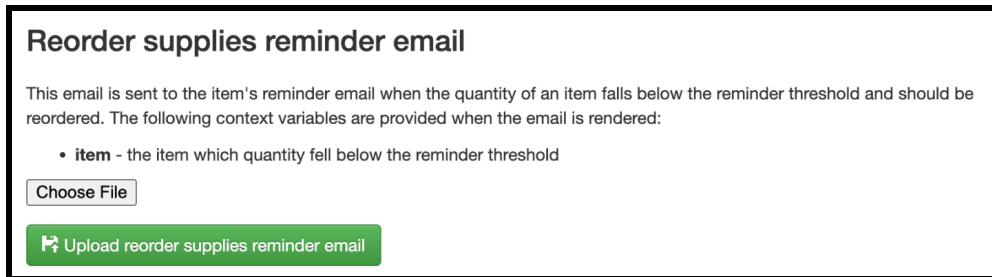 Reorder supplies reminder email
This email is sent to the item's reminder email when the quantity of an item falls below the reminder threshold and should be
reordered. The following context variables are provided when the email is rendered:
• item - the item which quantity fell below the reminder threshold
Choose File
Upload reorder supplies reminder email